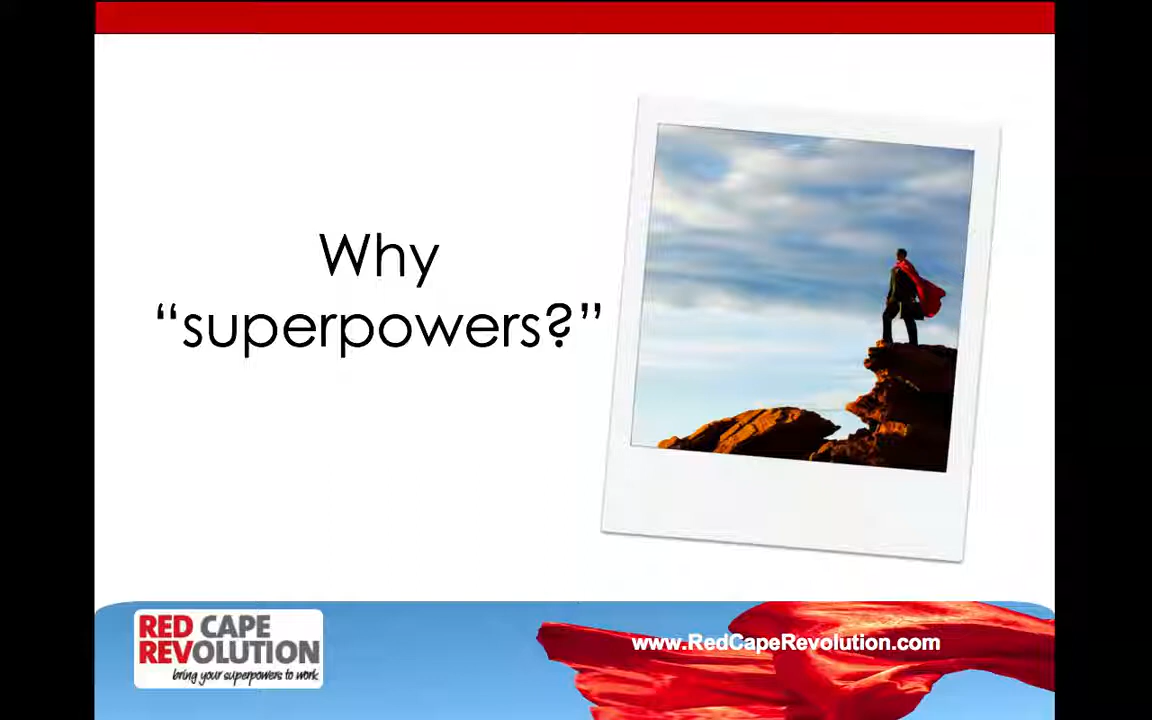 Why
“superpowers?”
RED CAPE
REVOLUTION
bring your superpowers to work
www.RedCapeRevolution.com